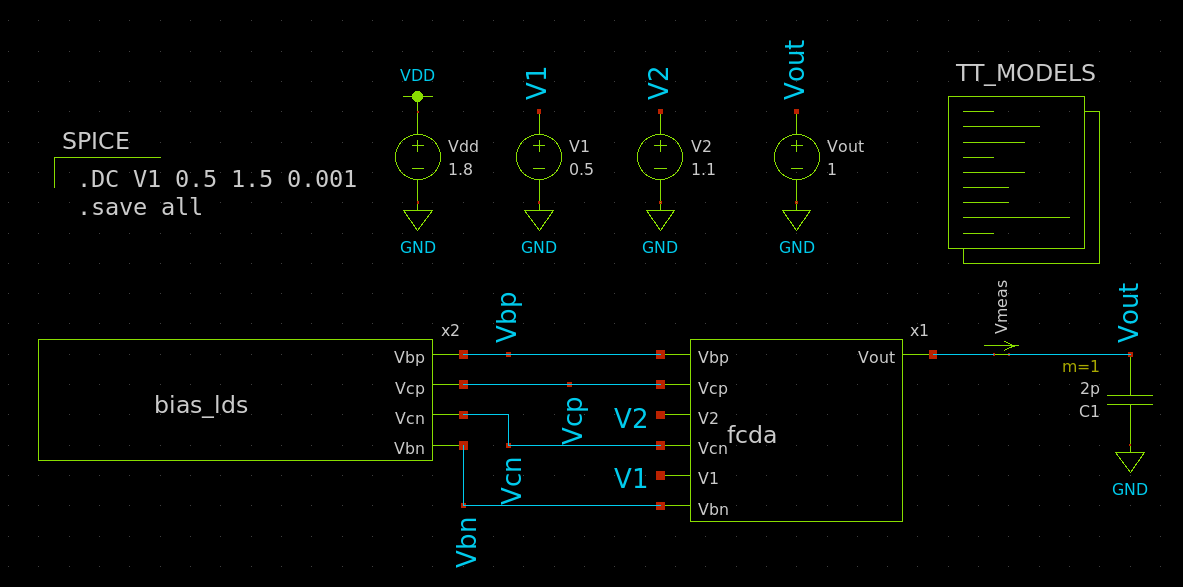 SPICE
.DC V1 0.5 1.5 0.001
.save all
VDD
Vdd
1.8
GND
V1
V1
0.5
GND
V2
V2
1.1
GND
Vout
Vout
1
GND
TT_MODELS
x2
bias_lds
Vbp
Vcp
Vcn
Vbn
Vbp
Vcp
Vcn
Vbn
V2
V1
x1
fcda
Vbp
Vcp
V2
Vcn
V1
Vbn
Vout
Vmeas
Vout
m=1
2p
C1
GND